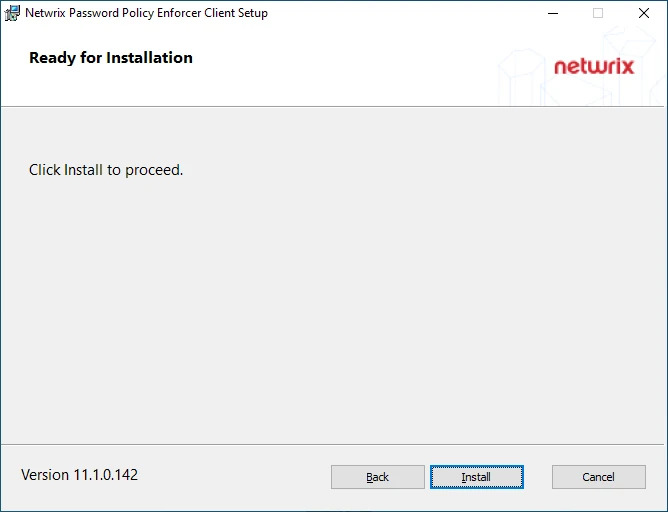 Netwrix Password Policy Enforcer Client Setup
Ready for Installation
netwrix
Click Install to proceed.
Version 11.1.0.142
Back
Install
Cancel